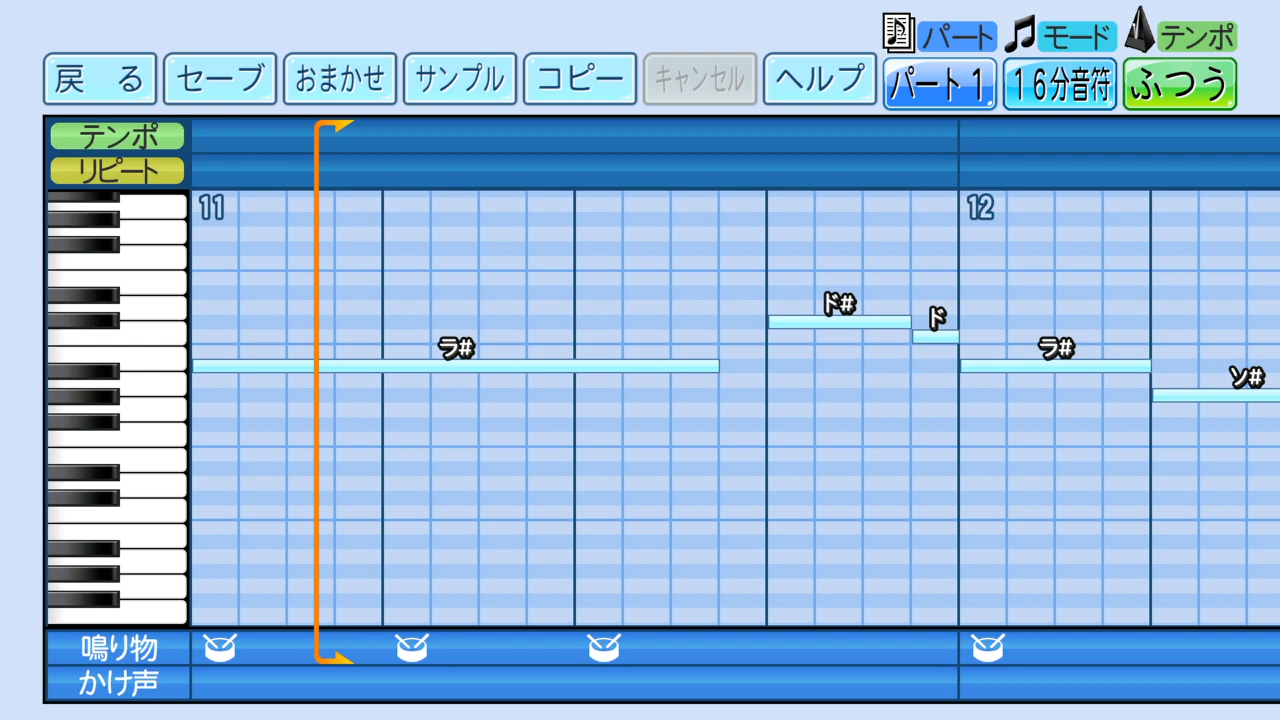 パート モード テンポ
戻る セーブ おまかせ サンプル コピー キャンセル ヘルプ パート1 16分音符 ふつう
テンポ
リピート
11 12
ド#
ド
ラ# ラ#
ソ#
鳴り物
かけ声